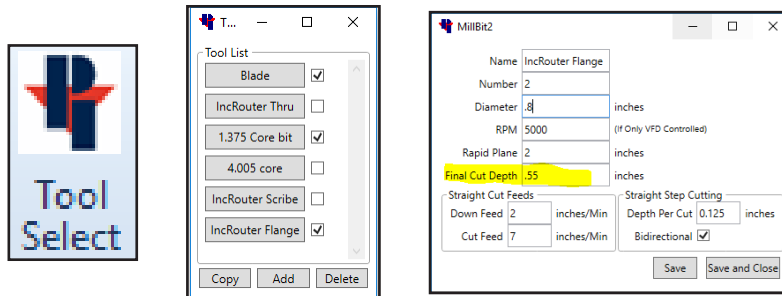 Tool
Select
T...
Tool List
Blade
IncRouter Thru
1.375 Core bit
4.005 core
IncRouter Scribe
IncRouter Flange
Copy Add Delete
MillBit2
Name IncRouter Flange
Number 2
Diameter .8 inches
RPM 5000 (If Only VFD Controlled)
Rapid Plane 2 inches
Final Cut Depth .55 inches
Straight Cut Feeds Straight Step Cutting
Down Feed 2 inches/Min Depth Per Cut 0.125 inches
Cut Feed 7 inches/Min Bidirectional
Save Save and Close